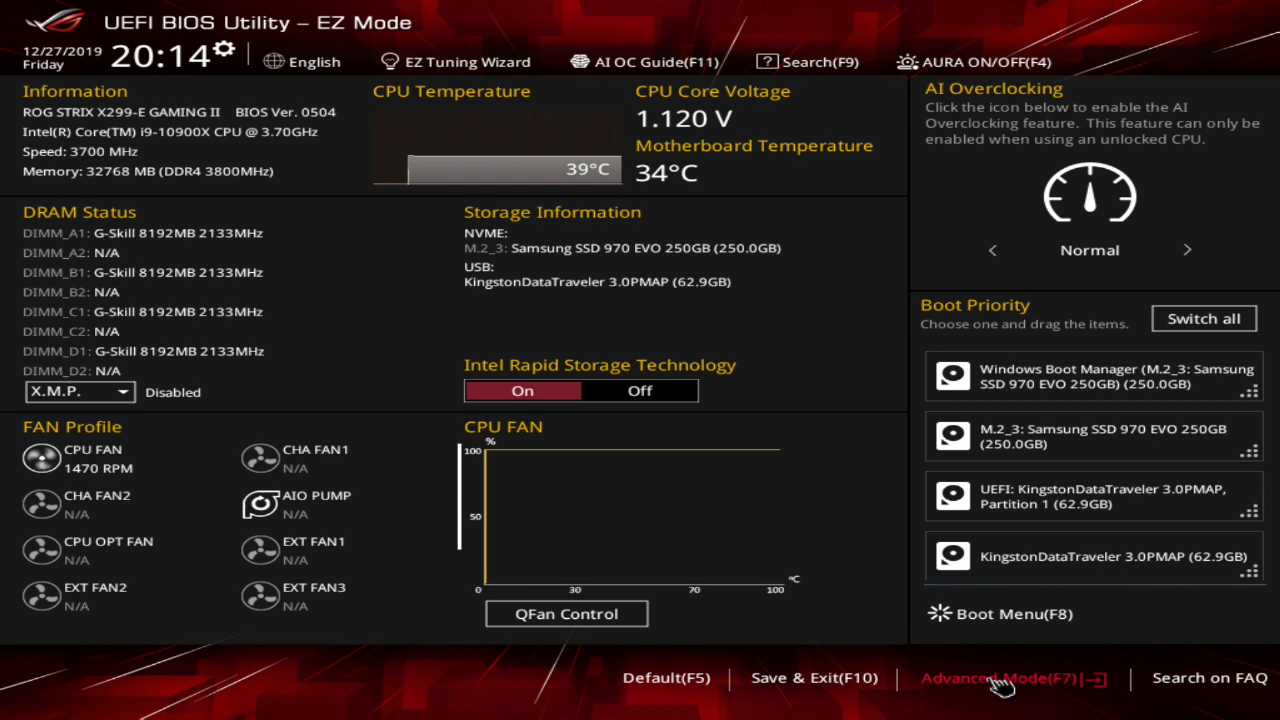 UEFI BIOS Utility – EZ Mode
12/27/2019
Friday
20:14
English
EZ Tuning Wizard
AI OC Guide(F11)
Search(F9)
AURA ON/OFF(F4)
Information
ROG STRIX X299-E GAMING II BIOS Ver. 0504
Intel(R) Core(TM) i9-10900X CPU @ 3.70GHz
Speed: 3700 MHz
Memory: 32768 MB (DDR4 3800MHz)
CPU Temperature
39°C
CPU Core Voltage
1.120 V
Motherboard Temperature
34°C
AI Overclocking
Click the icon below to enable the AI
Overclocking feature. This feature can only be
enabled when using an unlocked CPU.
<
Normal
>
DRAM Status
DIMM_A1: G-Skill 8192MB 2133MHz
DIMM_A2: N/A
DIMM_B1: G-Skill 8192MB 2133MHz
DIMM_B2: N/A
DIMM_C1: G-Skill 8192MB 2133MHz
DIMM_C2: N/A
DIMM_D1: G-Skill 8192MB 2133MHz
DIMM_D2: N/A
X.M.P.
Disabled
Storage Information
NVME:
M.2_3: Samsung SSD 970 EVO 250GB (250.0GB)
USB:
KingstonDataTraveler 3.0PMAP (62.9GB)
Intel Rapid Storage Technology
On
Off
Boot Priority
Choose one and drag the items.
Switch all
Windows Boot Manager (M.2_3: Samsung
SSD 970 EVO 250GB) (250.0GB)
M.2_3: Samsung SSD 970 EVO 250GB
(250.0GB)
UEFI: KingstonDataTraveler 3.0PMAP,
Partition 1 (62.9GB)
KingstonDataTraveler 3.0PMAP (62.9GB)
Boot Menu(F8)
FAN Profile
CPU FAN
1470 RPM
CHA FAN1
N/A
CHA FAN2
N/A
AIO PUMP
N/A
CPU OPT FAN
N/A
EXT FAN1
N/A
EXT FAN2
N/A
EXT FAN3
N/A
CPU FAN
%
100
50
0
30
70
100
°C
QFan Control
Default(F5)
Save & Exit(F10)
Advanced Mode(F7)
Search on FAQ